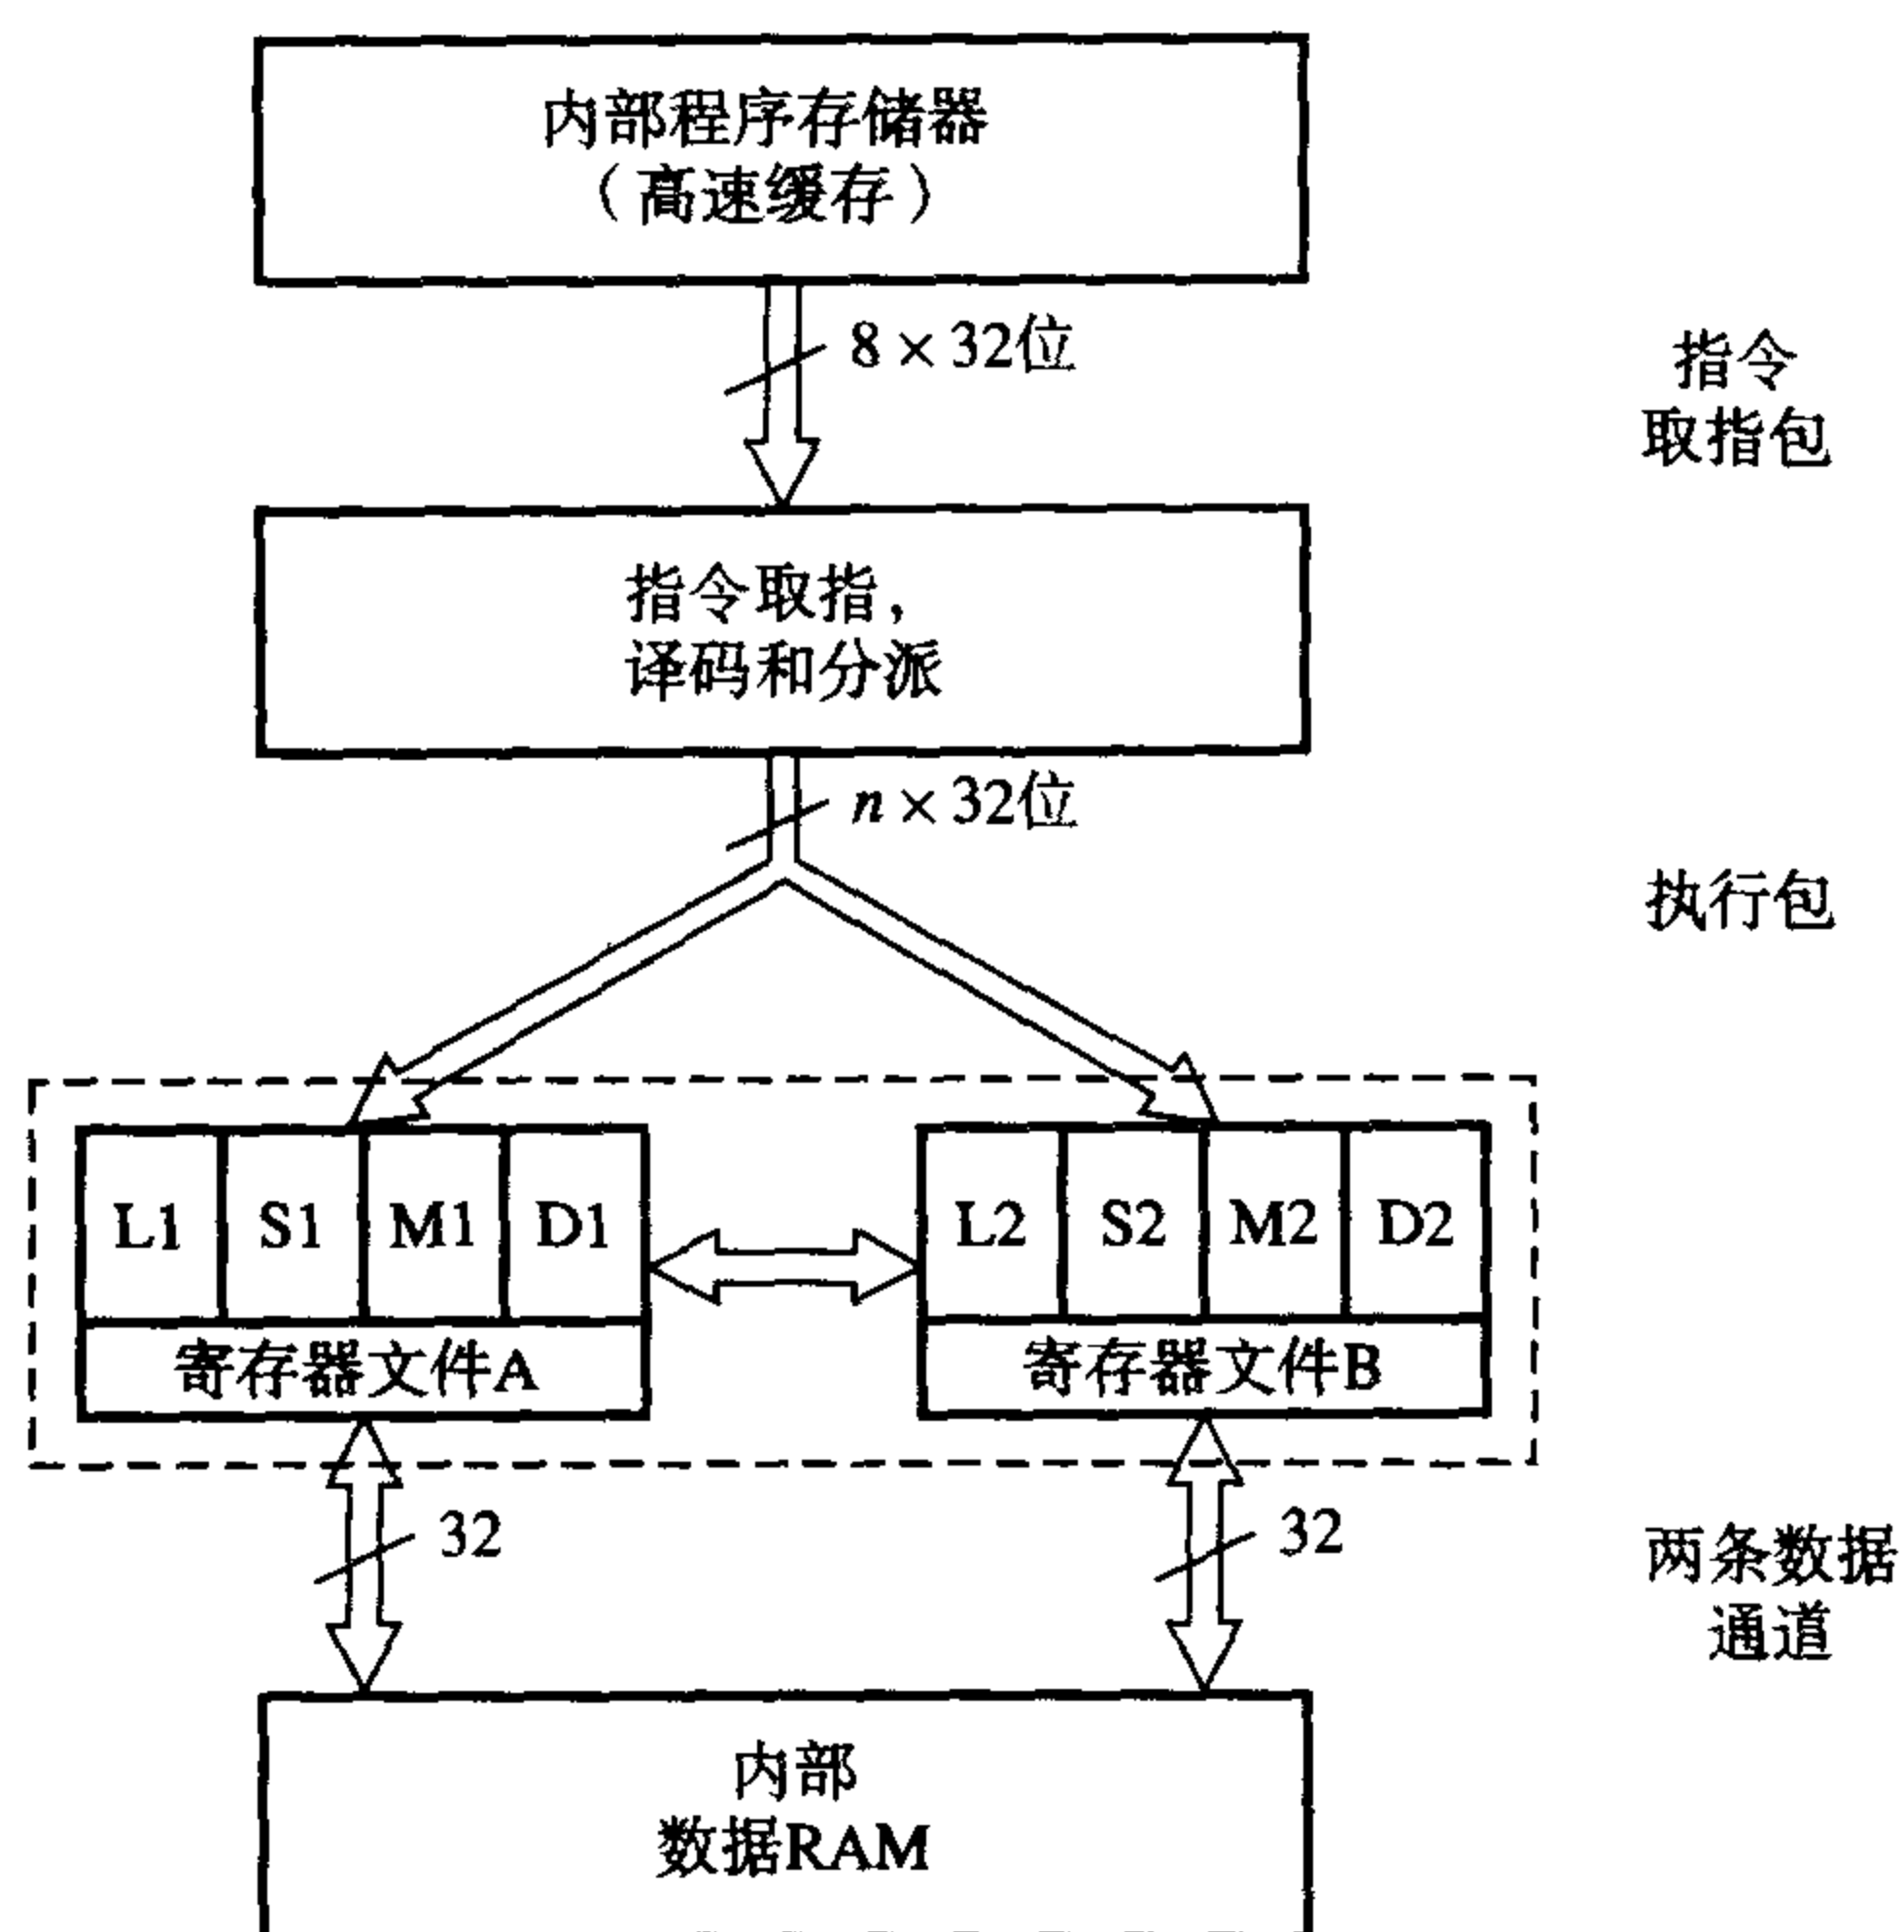 内部程序存储器
（高速缓存）
8 × 32位
指令
取指包
指令取指，
译码和分派
n × 32位
执行包
L1
S1
M1
D1
L2
S2
M2
D2
寄存器文件A
寄存器文件B
32
32
两条数据
通道
内部
数据RAM